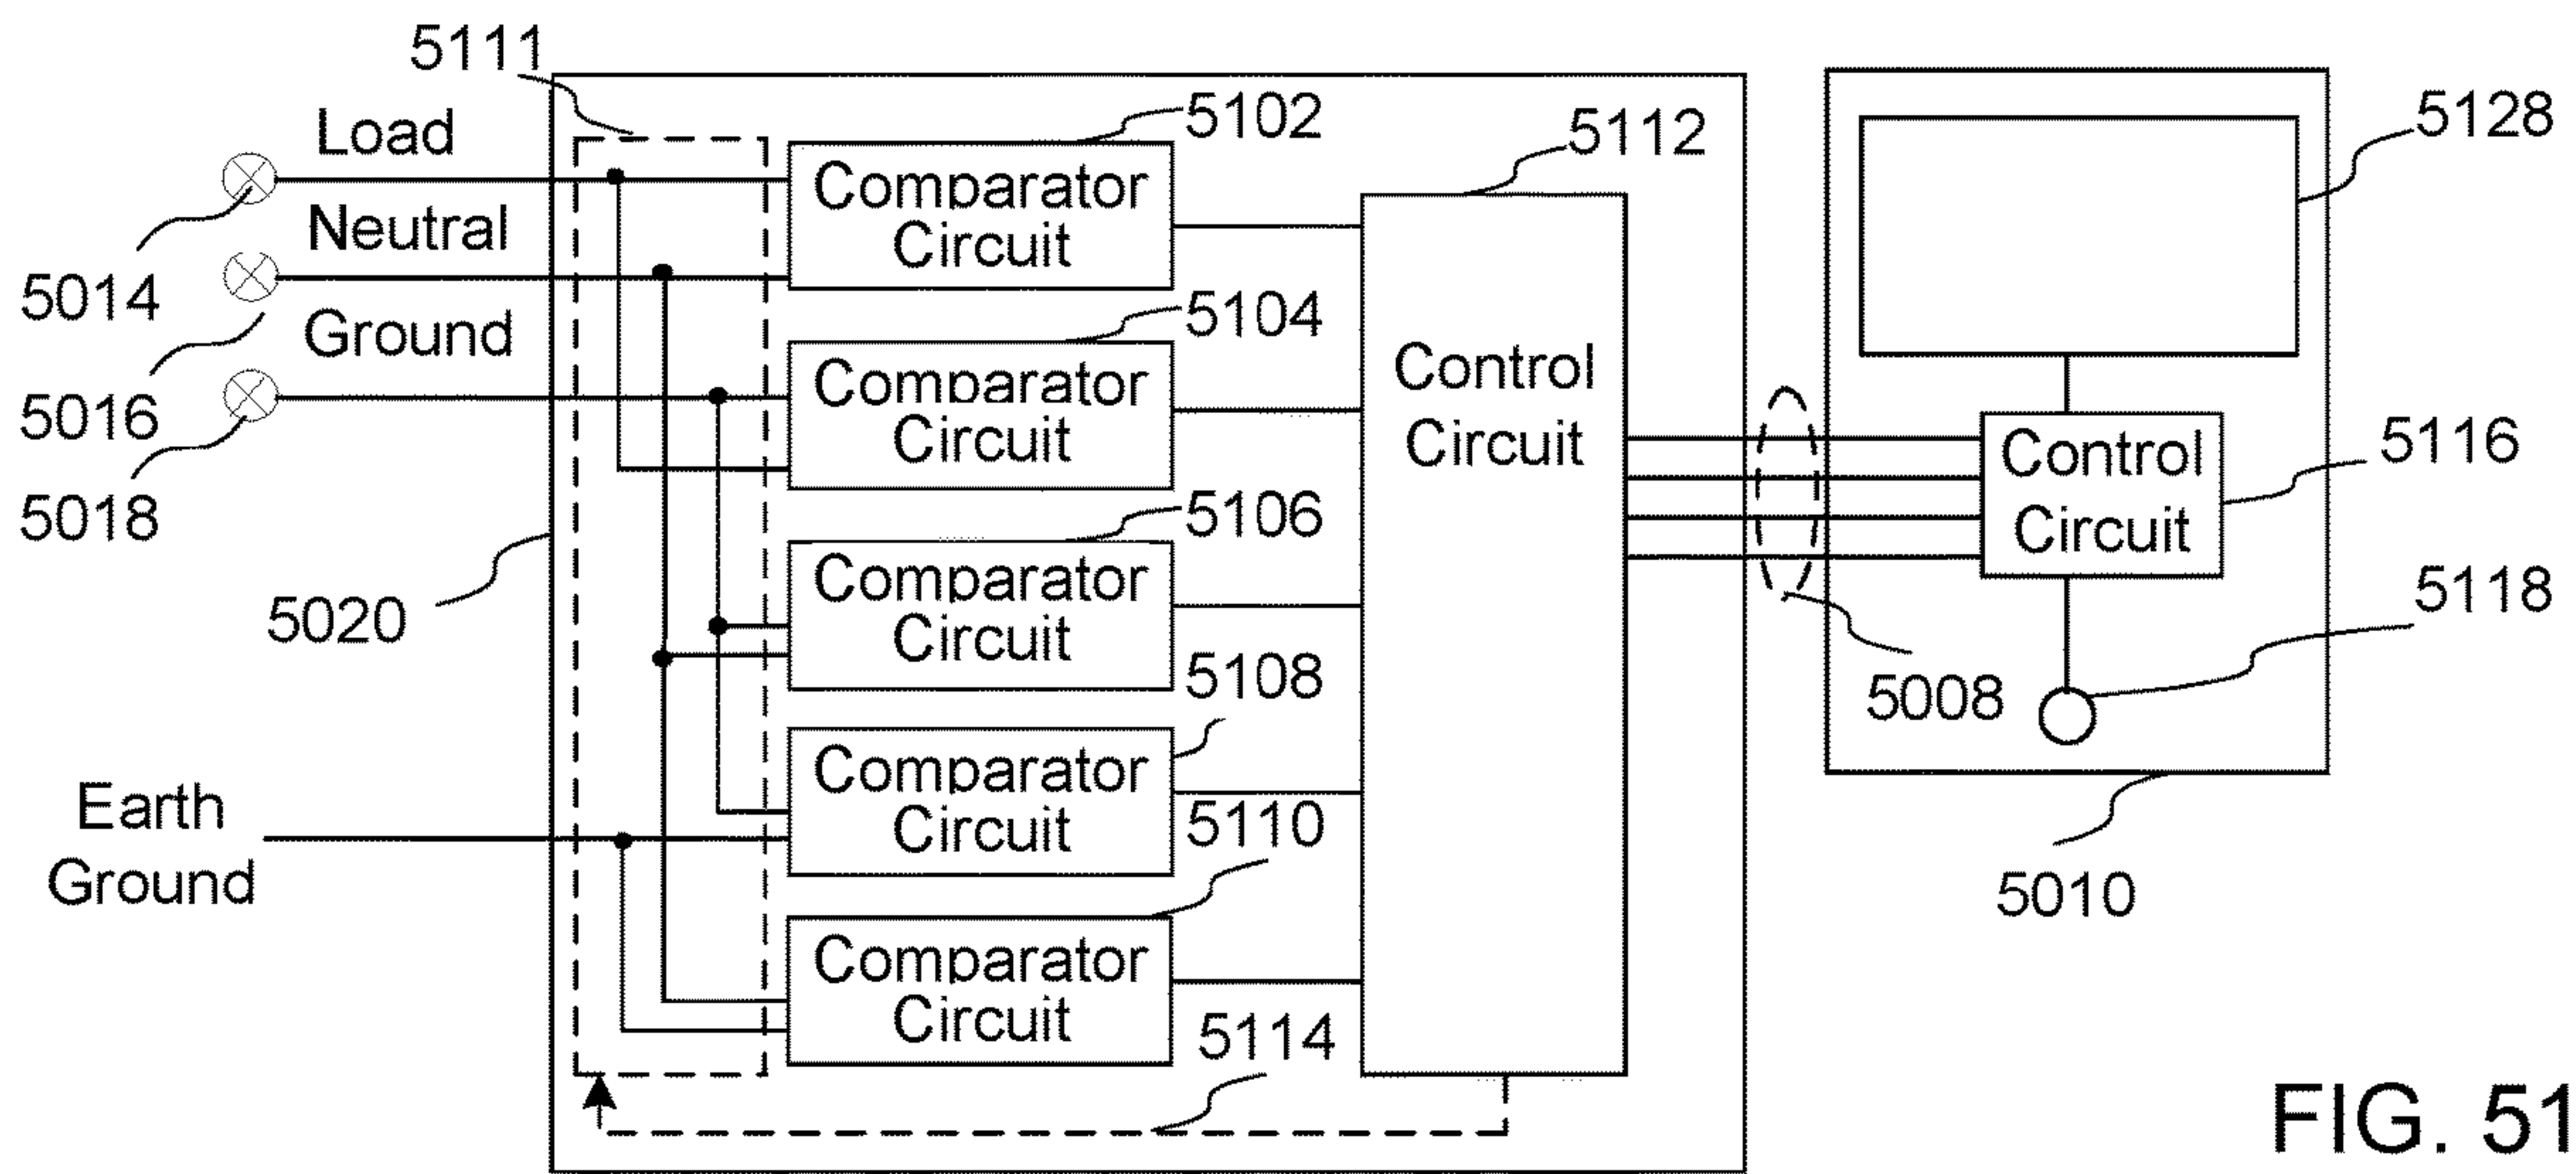 5111
Load
Neutral
Ground
5014
5016
5018
5020
Earth
Ground
5102
Comparator
Circuit
5104
Comparator
Circuit
5106
Comparator
Circuit
5108
Comparator
Circuit
5110
Comparator
Circuit
5114
5112
Control
Circuit
5008
5128
Control
Circuit
5116
5118
5010
FIG. 51